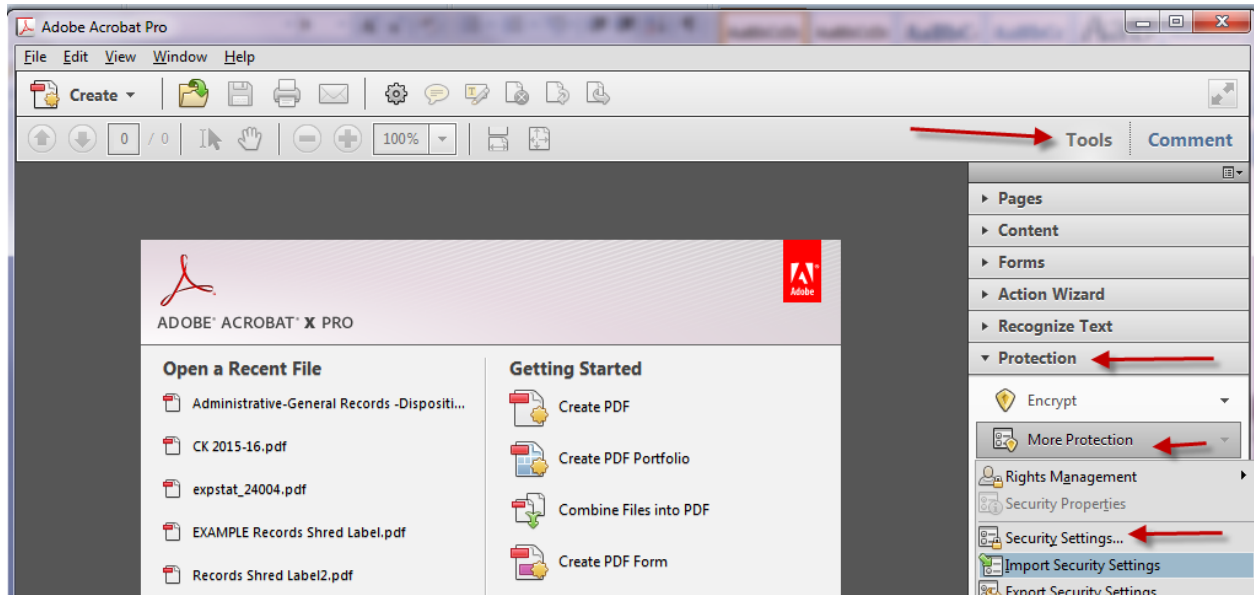 Adobe Acrobat Pro
File Edit View Window Help
Create
0 / 0 100% Tools Comment
Pages
Content
Forms
Action Wizard
Recognize Text
Protection
Encrypt
More Protection
Rights Management
Security Properties
Security Settings...
Import Security Settings
Export Security Settings
Adobe
ADOBE® ACROBAT® X PRO
Open a Recent File
Administrative-General Records -Dispositi...
CK 2015-16.pdf
expstat_24004.pdf
EXAMPLE Records Shred Label.pdf
Records Shred Label2.pdf
Getting Started
Create PDF
Create PDF Portfolio
Combine Files into PDF
Create PDF Form